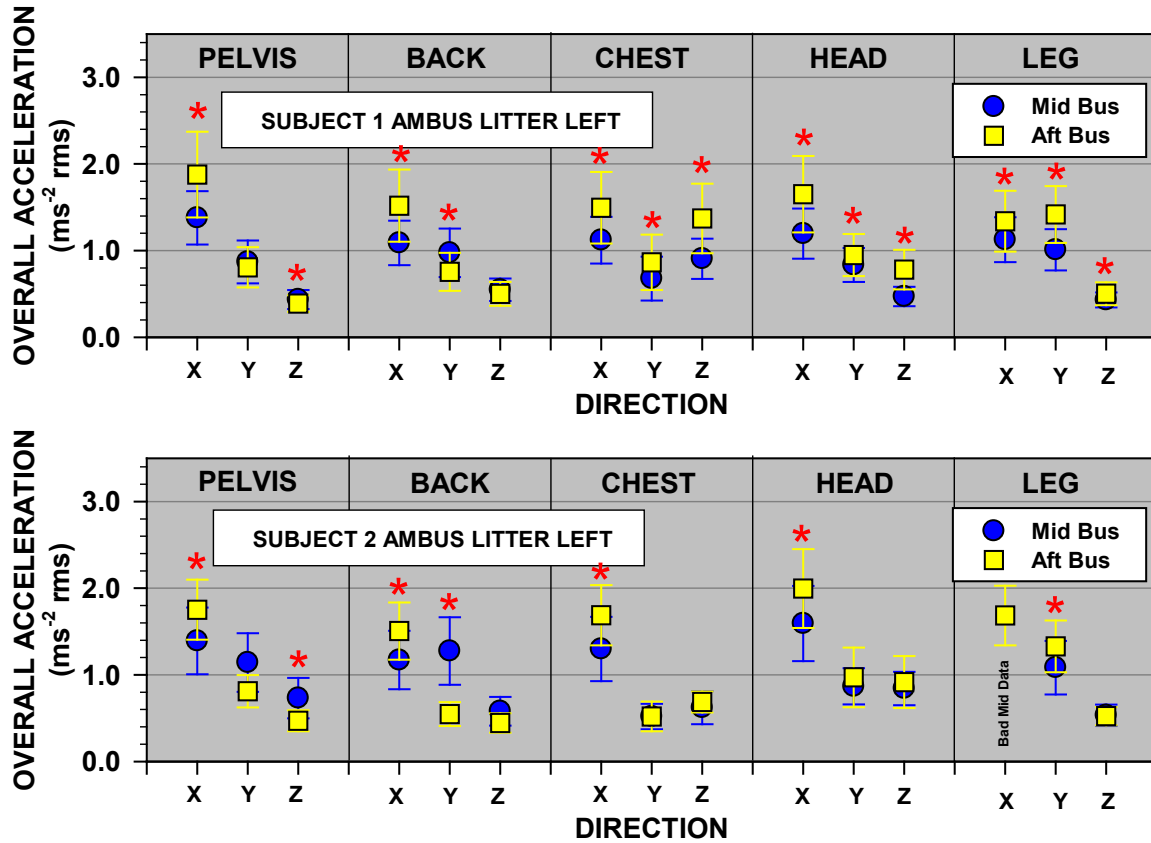 PELVIS BACK CHEST HEAD LEG
SUBJECT 1 AMBUS LITTER LEFT
Mid Bus
Aft Bus
* * * * * * * * * * * * *
OVERALL ACCELERATION
(ms-2 rms)
3.0
2.0
1.0
0.0
X Y Z X Y Z X Y Z X Y Z X Y Z
DIRECTION
PELVIS BACK CHEST HEAD LEG
SUBJECT 2 AMBUS LITTER LEFT
Mid Bus
Aft Bus
* * * * * * *
OVERALL ACCELERATION
(ms-2 rms)
3.0
2.0
1.0
0.0
Bad Mid Data
X Y Z X Y Z X Y Z X Y Z X Y Z
DIRECTION